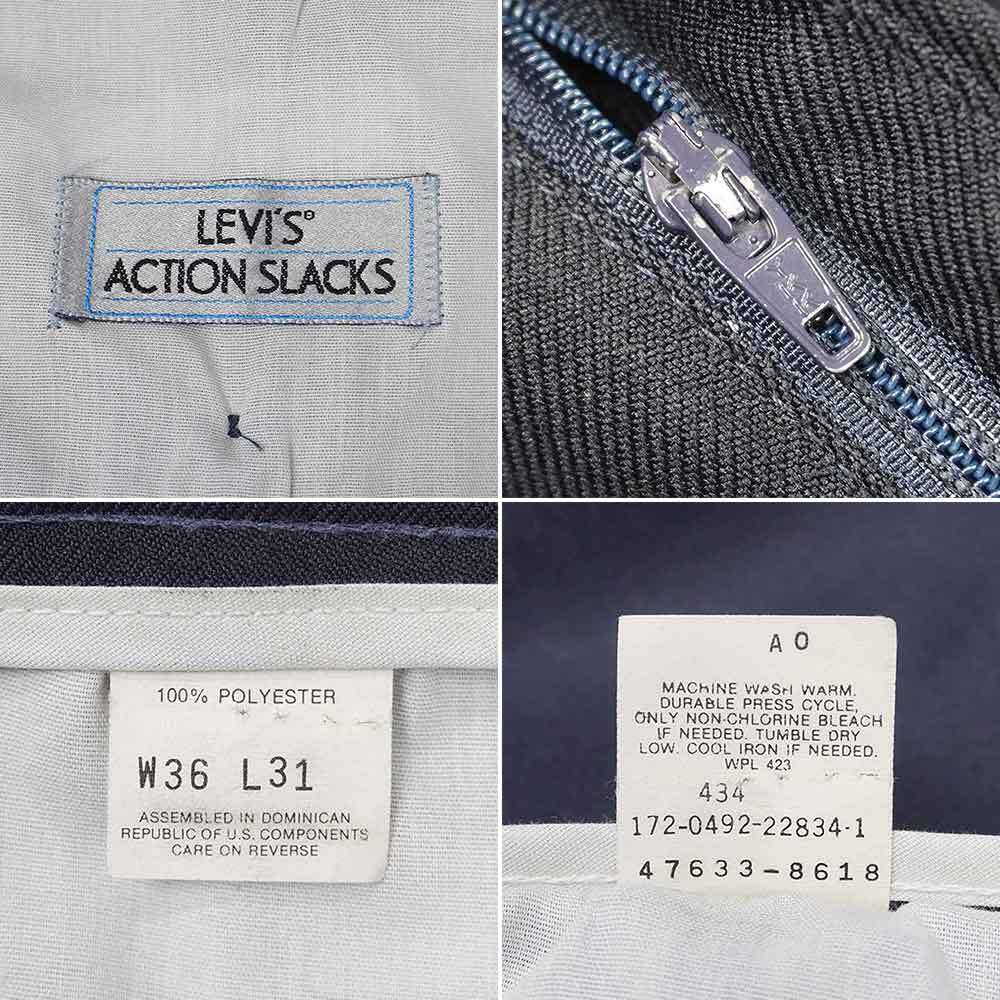 LEVI'S®
ACTION SLACKS
YKK
100% POLYESTER
W36 L31
ASSEMBLED IN DOMINICAN
REPUBLIC OF U.S. COMPONENTS
CARE ON REVERSE
A O
MACHINE WASH WARM.
DURABLE PRESS CYCLE,
ONLY NON-CHLORINE BLEACH
IF NEEDED. TUMBLE DRY
LOW. COOL IRON IF NEEDED.
WPL 423
434
172-0492-22834-1
47633-8618